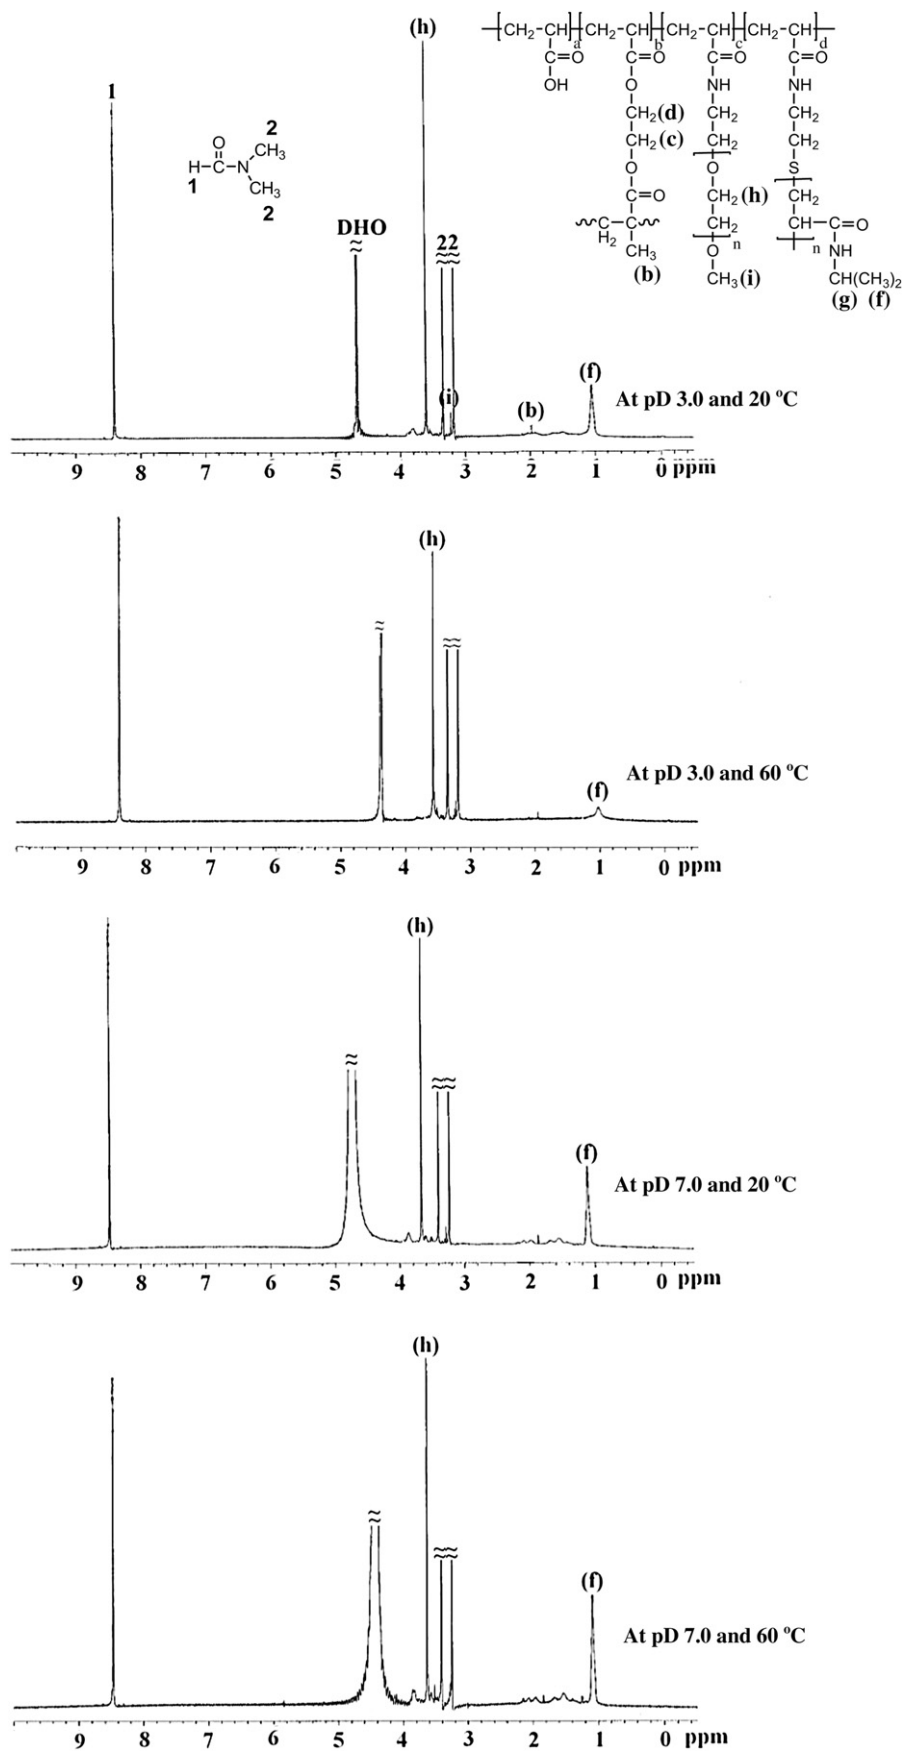 (h)
1
2
O
H-C-N
CH₃
CH₃
1
2
DHO
22
(i)
(b)
(f)
At pD 3.0 and 20 °C
9 8 7 6 5 4 3 2 1 0 ppm
[CH₂-CH]a[CH₂-CH]b[CH₂-CH]c[CH₂-CH]d
C=O C=O C=O C=O
OH O NH NH
CH₂(d) CH₂ CH₂
CH₂(c) CH₂ CH₂
O O S
C=O CH₂(h) CH₂
CH₂ C CH₂ CH-C=O
n n
CH₃ O NH
(b) CH₃(i) CH(CH₃)₂
(g) (f)
(h)
(f)
At pD 3.0 and 60 °C
9 8 7 6 5 4 3 2 1 0 ppm
(h)
(f)
At pD 7.0 and 20 °C
9 8 7 6 5 4 3 2 1 0 ppm
(h)
(f)
At pD 7.0 and 60 °C
9 8 7 6 5 4 3 2 1 0 ppm